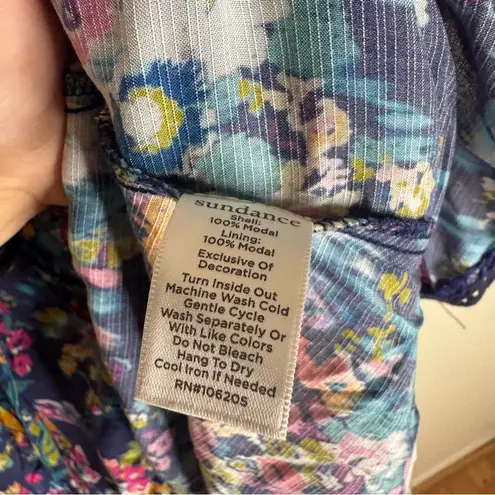 sundance
Shell:
100% Modal
Lining:
100% Modal
Exclusive Of
Decoration
Turn Inside Out
Machine Wash Cold
Gentle Cycle
Wash Separately Or
With Like Colors
Do Not Bleach
Hang To Dry
Cool Iron If Needed
RN#106205